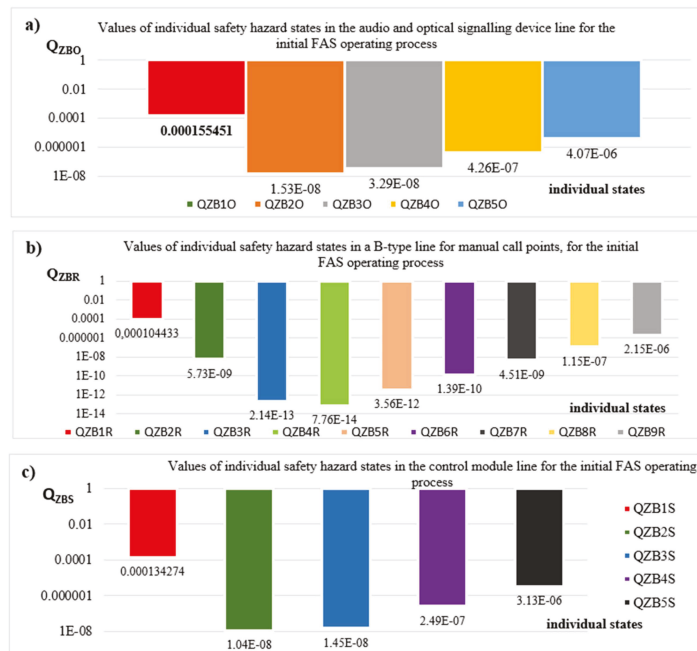 a)
Values of individual safety hazard states in the audio and optical signalling device line for the
initial FAS operating process
QZBO
1
0.01
0.0001
0.000001
1E-08
0.000155451
1.53E-08
3.29E-08
4.26E-07
4.07E-06
individual states
QZB1O QZB2O QZB3O QZB4O QZB5O
b)
Values of individual safety hazard states in a B-type line for manual call points, for the initial
FAS operating process
QZBR
1
0.01
0.0001
0.000001
1E-08
1E-10
1E-12
1E-14
0,000104433
5.73E-09
2.14E-13
7.76E-14
3.56E-12
1.39E-10
4.51E-09
1.15E-07
2.15E-06
individual states
QZB1R QZB2R QZB3R QZB4R QZB5R QZB6R QZB7R QZB8R QZB9R
c)
Values of individual safety hazard states in the control module line for the initial FAS operating
process
QZBS
1
0.01
0.0001
0.000001
1E-08
0.000134274
1.04E-08
1.45E-08
2.49E-07
3.13E-06
individual states
QZB1S
QZB2S
QZB3S
QZB4S
QZB5S